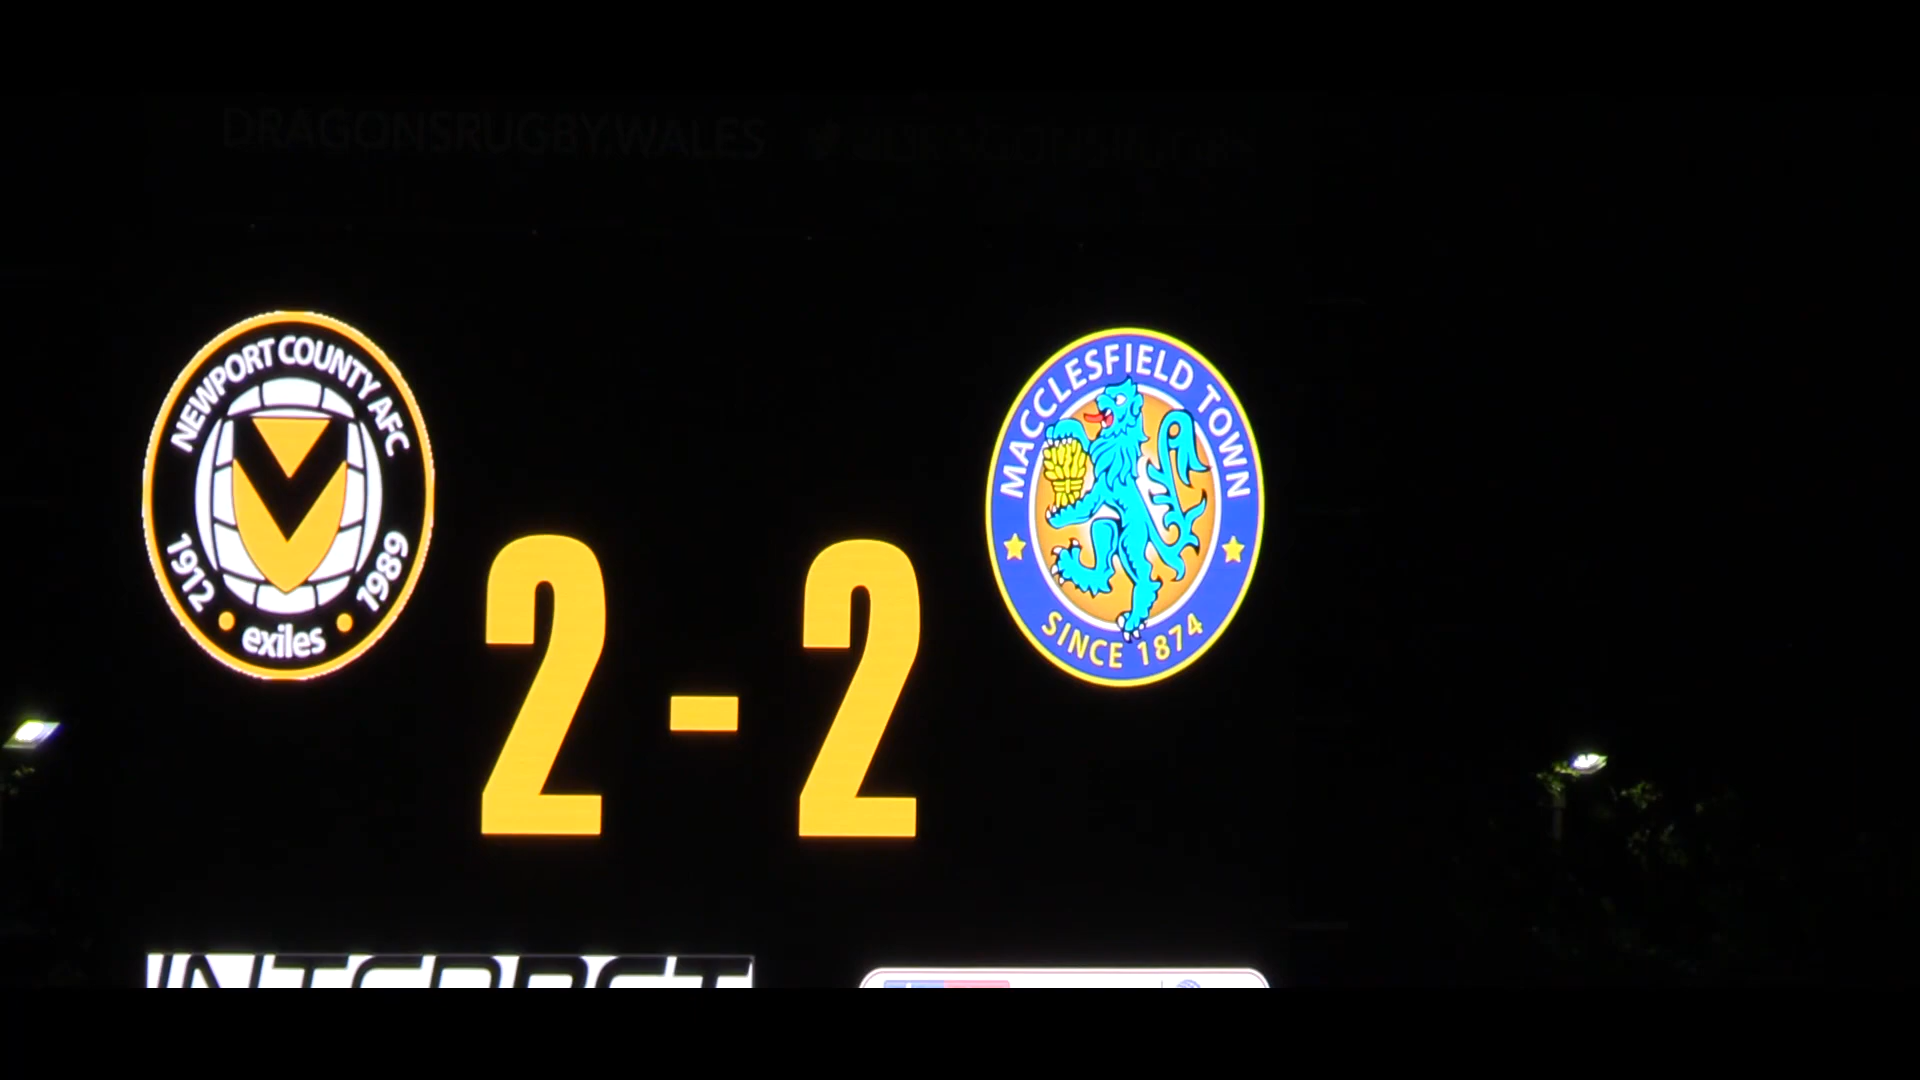 DRAGONSRUGBY.WALES
NEWPORT COUNTY AFC
1912 1989
exiles
2 - 2
MACCLESFIELD TOWN
SINCE 1874